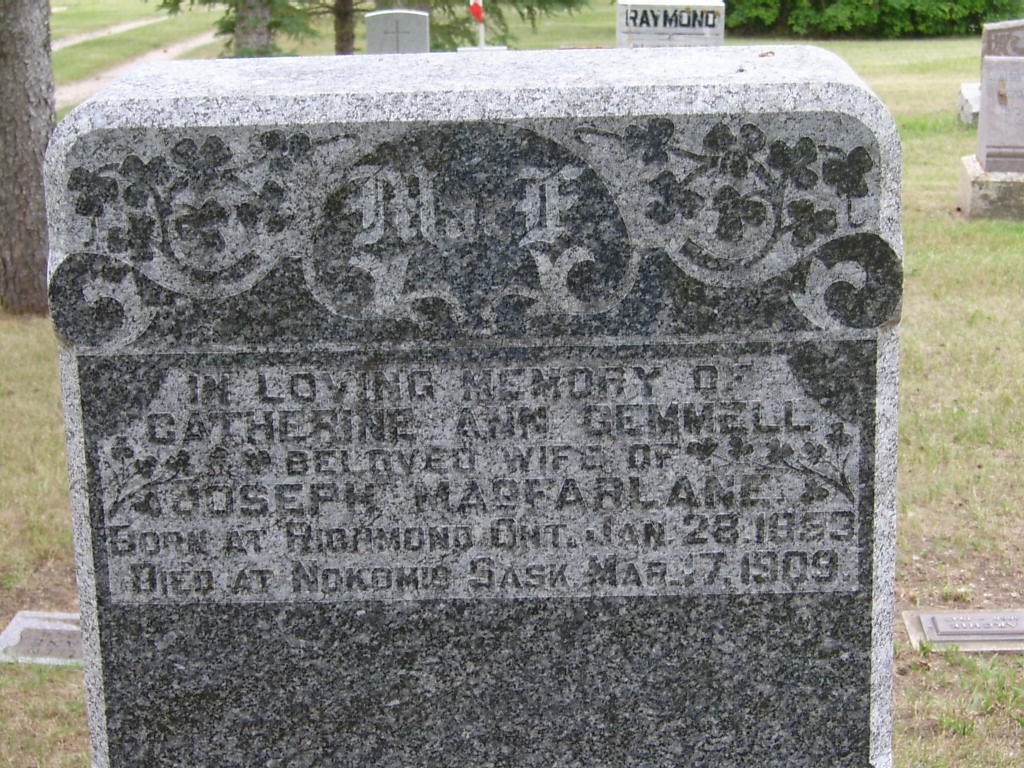 RAYMOND
McF
IN LOVING MEMORY OF
CATHERINE ANN GEMMELL
BELOVED WIFE OF
JOSEPH MACFARLANE.
BORN AT RICHMOND ONT. JAN. 28. 1853
DIED AT NOKOMIS SASK. MAR. 17, 1909.